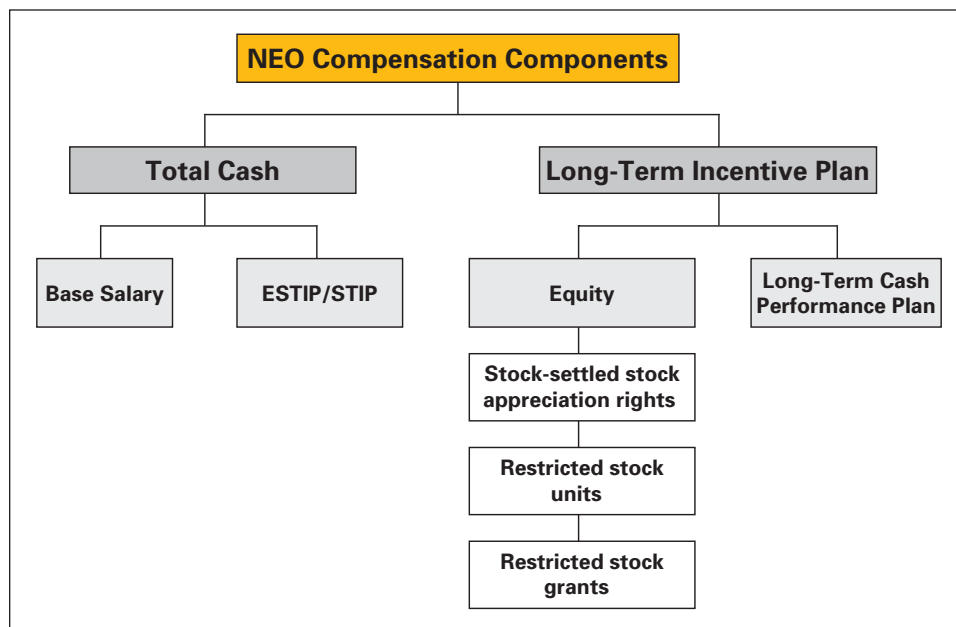 NEO Compensation Components
Total Cash
Long-Term Incentive Plan
Base Salary
ESTIP/STIP
Equity
Long-Term Cash
Performance Plan
Stock-settled stock
appreciation rights
Restricted stock
units
Restricted stock
grants